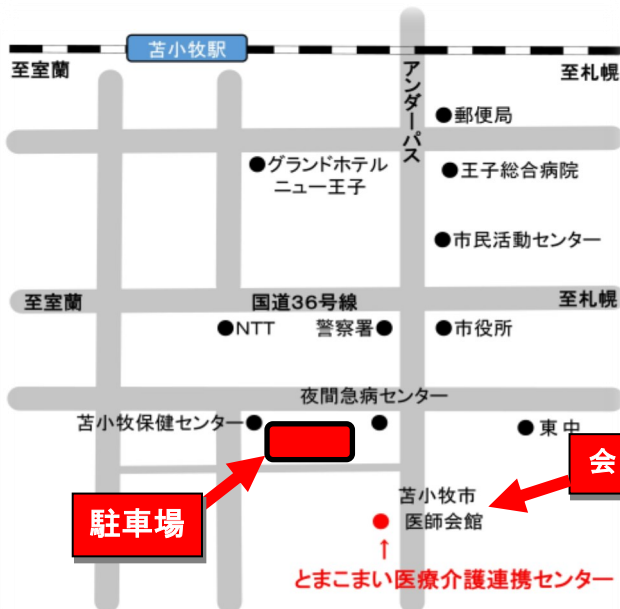 苫小牧駅
至室蘭
至札幌
アンダーパス
●郵便局
●グランドホテル
ニュー王子
●王子総合病院
●市民活動センター
至室蘭
国道36号線
至札幌
●NTT
警察署●
●市役所
夜間急病センター
苫小牧保健センター●
●東中
会
駐車場
苫小牧市
●医師会館
↑
とまこまい医療介護連携センター